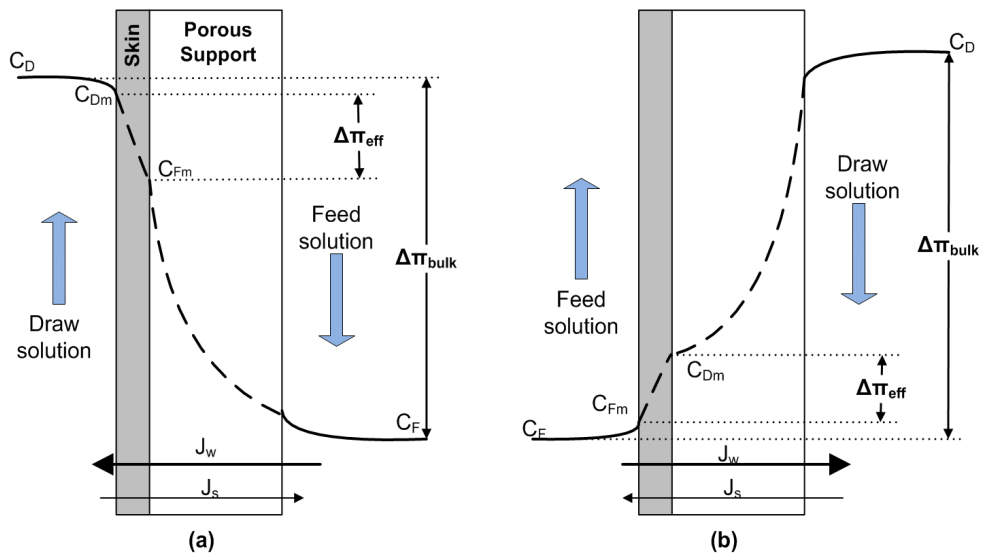 Skin
Porous
Support
C_D
C_Dm
Δπ_eff
C_Fm
Feed
solution
Δπ_bulk
Draw
solution
C_F
J_w
J_s
(a)
C_D
Draw
solution
Δπ_bulk
Feed
solution
C_Dm
Δπ_eff
C_Fm
C_F
J_w
J_s
(b)